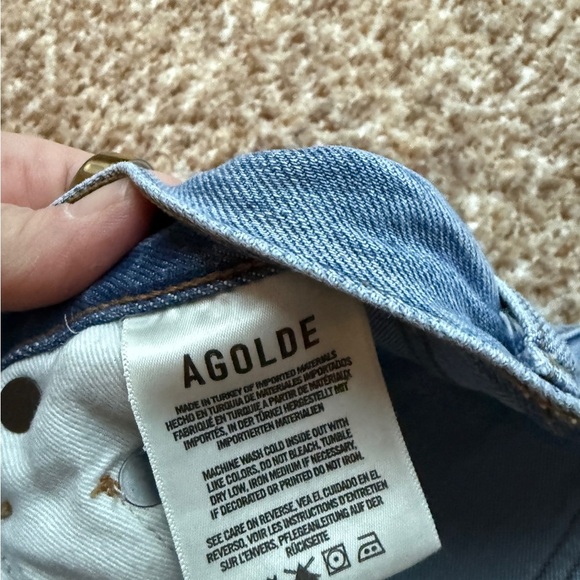 AGOLDE
MADE IN TURKEY OF IMPORTED MATERIALS
HECHO EN TURQUIA DE MATERIALES IMPORTADOS
FABRIQUÉ EN TURQUIE A PARTIR DE MATÉRIAUX
IMPORTÉS, IN DER TÜRKEI HERGESTELLT MIT
IMPORTIERTEN MATERIALIEN
MACHINE WASH COLD INSIDE OUT WITH
LIKE COLORS, DO NOT BLEACH, TUMBLE
DRY LOW, IRON MEDIUM IF NECESSARY,
IF DECORATED OR PRINTED DO NOT IRON.
SEE CARE ON REVERSE, VEA EL CUIDADO EN EL
REVERSO, VOIR LES INSTRUCTIONS D'ENTRETIEN
SUR L'ENVERS, PFLEGEANLEITUNG AUF DER
RÜCKSEITE